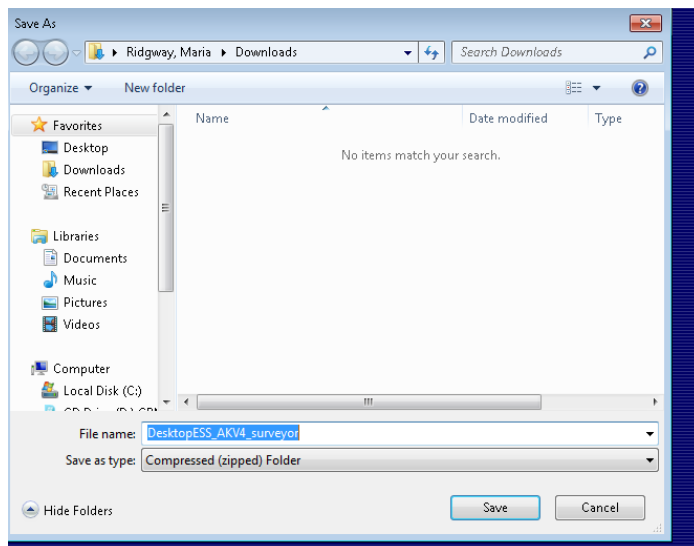 Save As
Ridgway, Maria Downloads Search Downloads
Organize New folder
Name Date modified Type
No items match your search.
Favorites
Desktop
Downloads
Recent Places
Libraries
Documents
Music
Pictures
Videos
Computer
Local Disk (C:)
File name: DesktopESS_AKV4_surveyor
Save as type: Compressed (zipped) Folder
Hide Folders Save Cancel